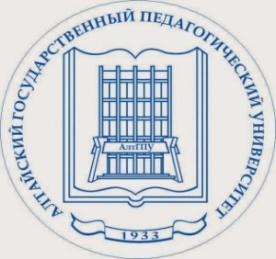 АЛТАЙСКИЙ ГОСУДАРСТВЕННЫЙ ПЕДАГОГИЧЕСКИЙ УНИВЕРСИТЕТ
АлтГПУ
1933